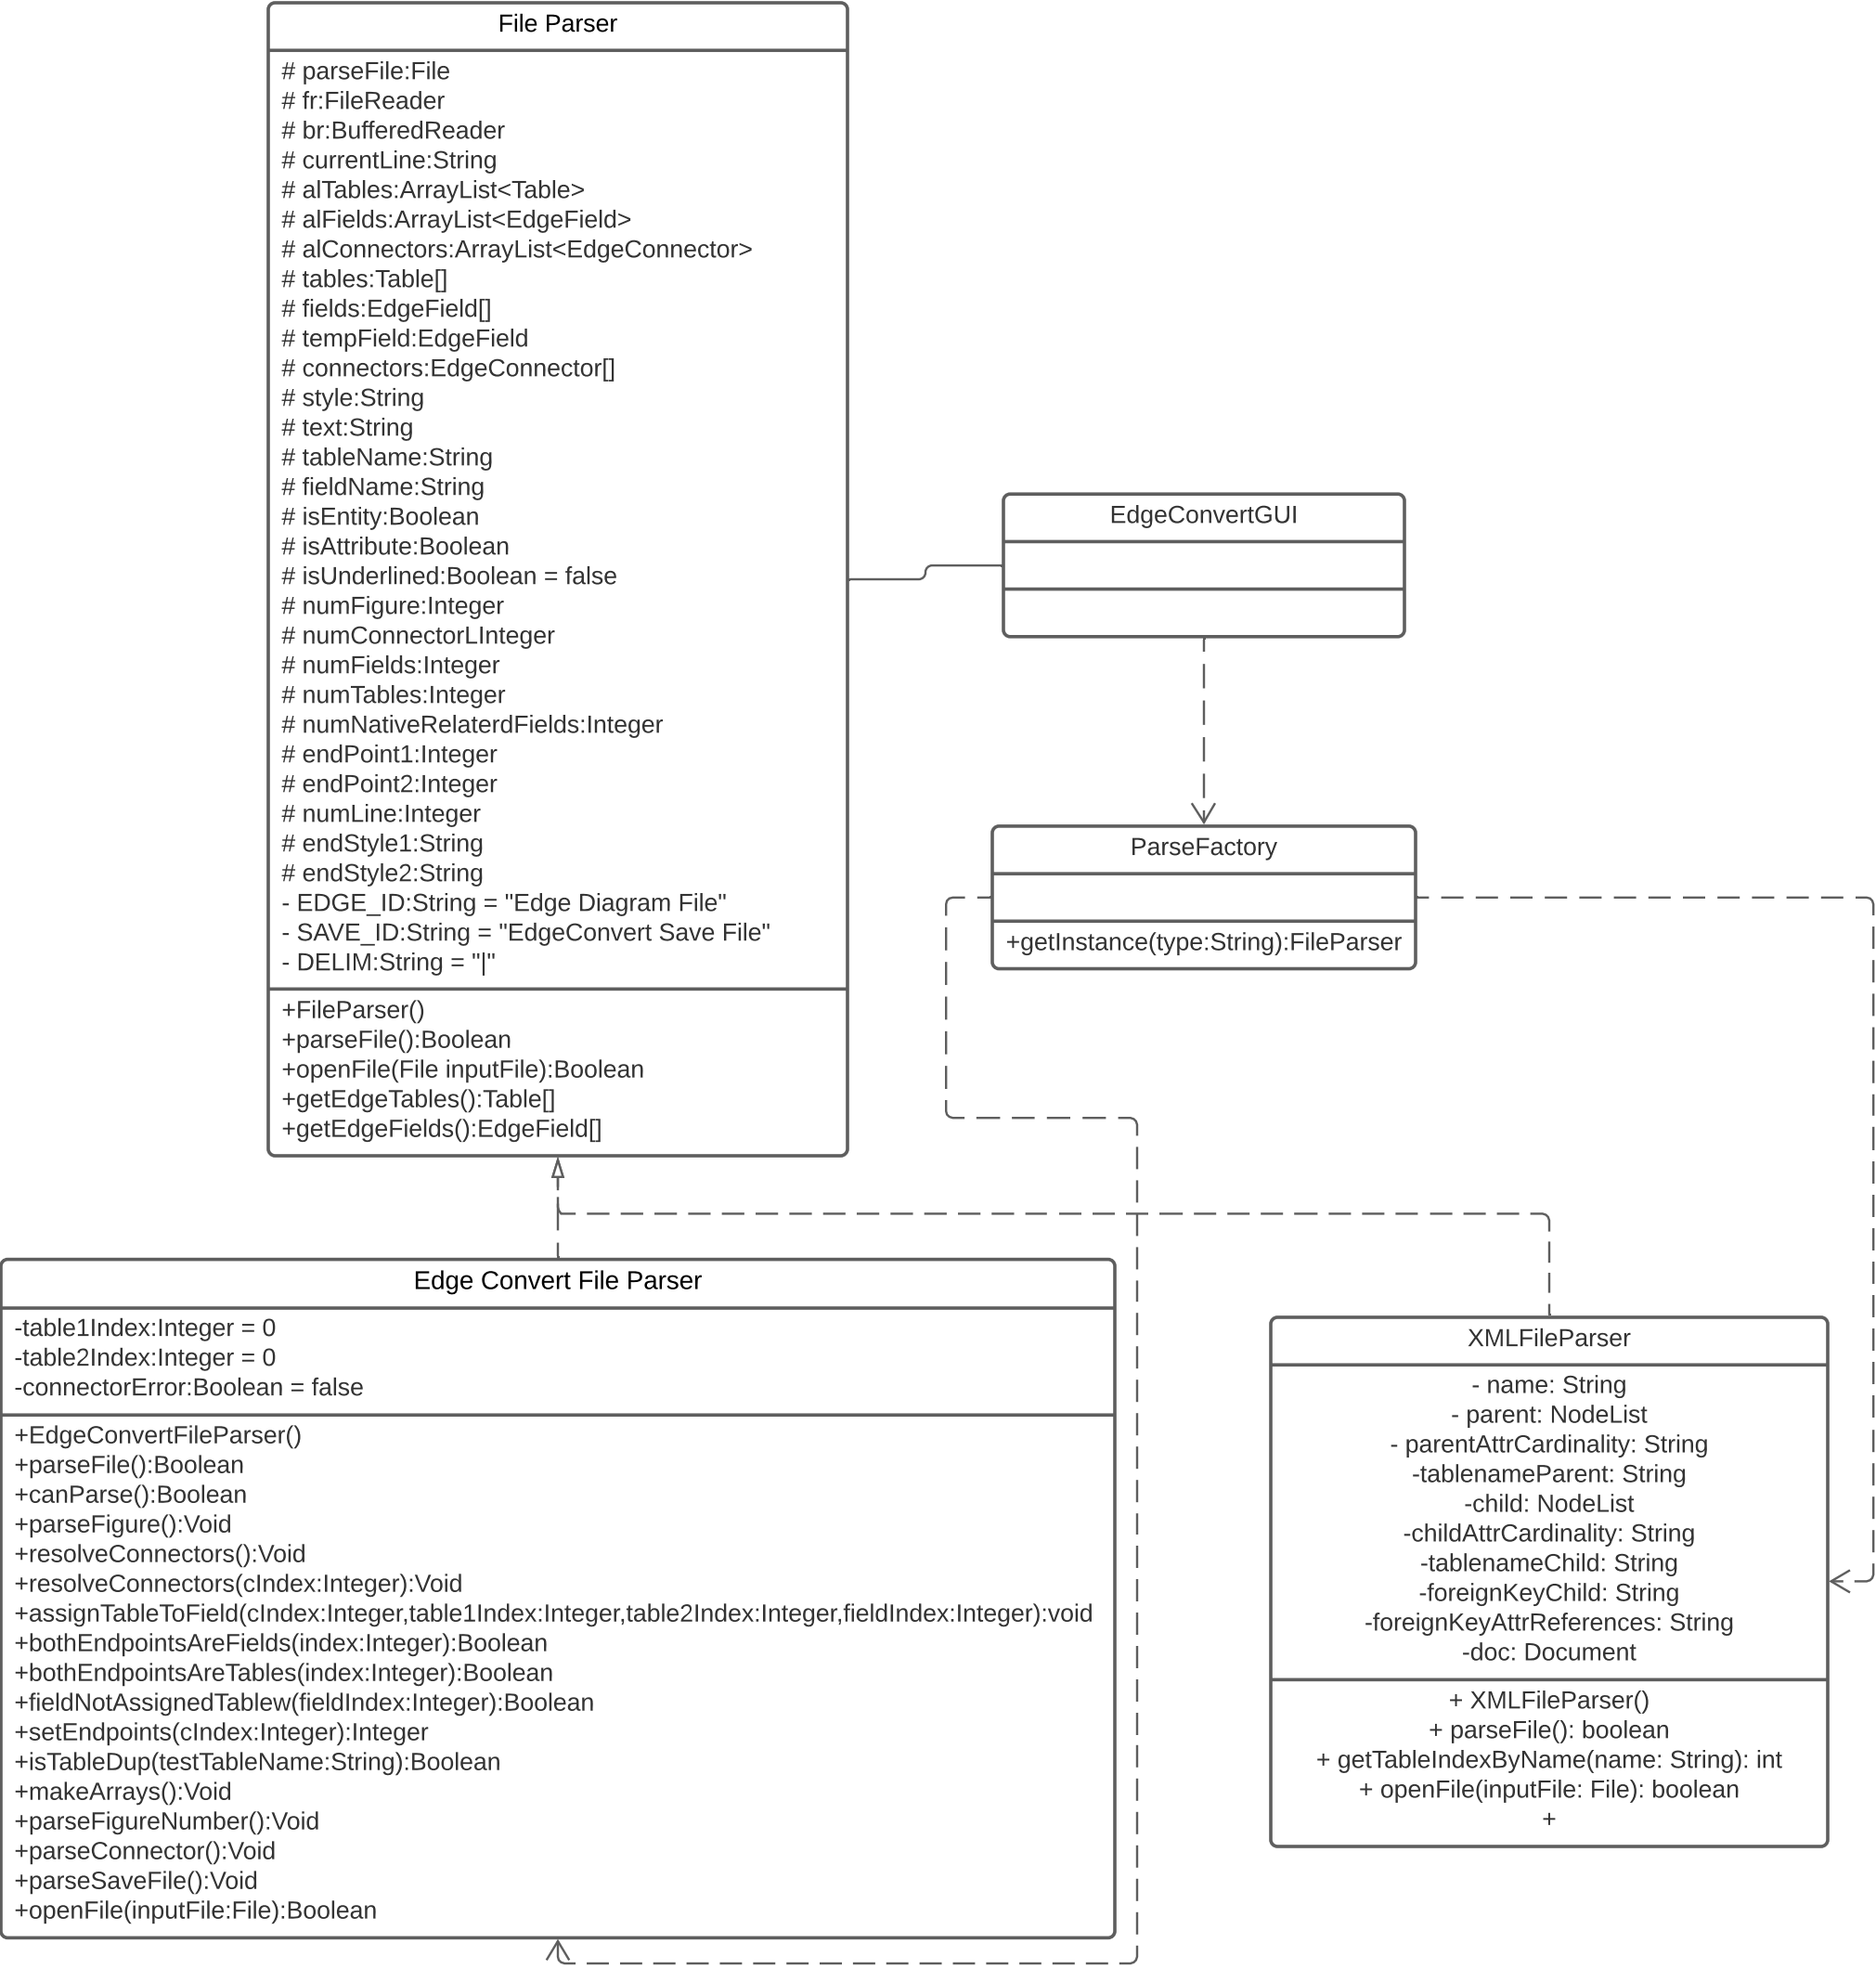 File Parser
# parseFile:File
# fr:FileReader
# br:BufferedReader
# currentLine:String
# alTables:ArrayList<Table>
# alFields:ArrayList<EdgeField>
# alConnectors:ArrayList<EdgeConnector>
# tables:Table[]
# fields:EdgeField[]
# tempField:EdgeField
# connectors:EdgeConnector[]
# style:String
# text:String
# tableName:String
# fieldName:String
# isEntity:Boolean
# isAttribute:Boolean
# isUnderlined:Boolean = false
# numFigure:Integer
# numConnectorLInteger
# numFields:Integer
# numTables:Integer
# numNativeRelaterdFields:Integer
# endPoint1:Integer
# endPoint2:Integer
# numLine:Integer
# endStyle1:String
# endStyle2:String
- EDGE_ID:String = "Edge Diagram File"
- SAVE_ID:String = "EdgeConvert Save File"
- DELIM:String = "|"
+FileParser()
+parseFile():Boolean
+openFile(File inputFile):Boolean
+getEdgeTables():Table[]
+getEdgeFields():EdgeField[]
EdgeConvertGUI
ParseFactory
+getInstance(type:String):FileParser
Edge Convert File Parser
-table1Index:Integer = 0
-table2Index:Integer = 0
-connectorError:Boolean = false
+EdgeConvertFileParser()
+parseFile():Boolean
+canParse():Boolean
+parseFigure():Void
+resolveConnectors():Void
+resolveConnectors(cIndex:Integer):Void
+assignTableToField(cIndex:Integer,table1Index:Integer,table2Index:Integer,fieldIndex:Integer):void
+bothEndpointsAreFields(index:Integer):Boolean
+bothEndpointsAreTables(index:Integer):Boolean
+fieldNotAssignedTablew(fieldIndex:Integer):Boolean
+setEndpoints(cIndex:Integer):Integer
+isTableDup(testTableName:String):Boolean
+makeArrays():Void
+parseFigureNumber():Void
+parseConnector():Void
+parseSaveFile():Void
+openFile(inputFile:File):Boolean
XMLFileParser
- name: String
- parent: NodeList
- parentAttrCardinality: String
-tablenameParent: String
-child: NodeList
-childAttrCardinality: String
-tablenameChild: String
-foreignKeyChild: String
-foreignKeyAttrReferences: String
-doc: Document
+ XMLFileParser()
+ parseFile(): boolean
+ getTableIndexByName(name: String): int
+ openFile(inputFile: File): boolean
+